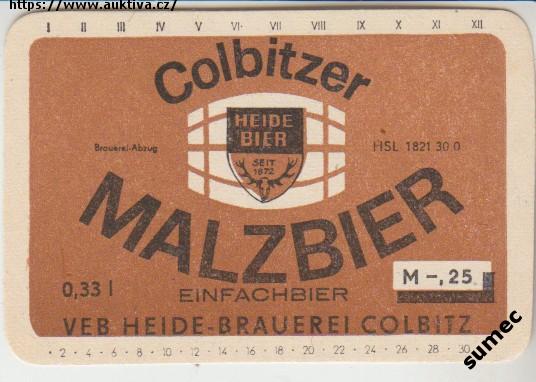 https://www.auktiva.cz/
I II III IV V VI VII VIII IX X XI XII
Colbitzer
HEIDE
BIER
SEIT
1872
Brauerei-Abzug
HSL 1821 30 0
MALZBIER
M -,25
0,33 l
EINFACHBIER
VEB HEIDE-BRAUEREI COLBITZ
· 2 · 4 · 6 · 8 · 10 · 12 · 14 · 16 · 18 · 20 · 22 · 24 · 26 · 28 · 30 ·
sumec